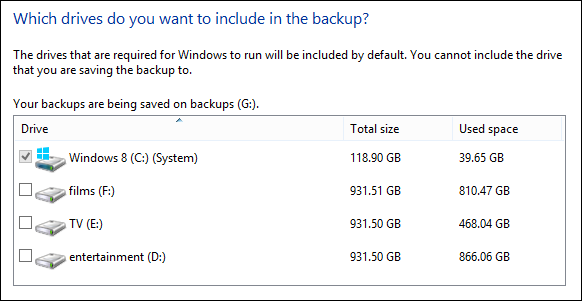 Which drives do you want to include in the backup?
The drives that are required for Windows to run will be included by default. You cannot include the drive
that you are saving the backup to.
Your backups are being saved on backups (G:).
Drive Total size Used space
Windows 8 (C:) (System) 118.90 GB 39.65 GB
films (F:) 931.51 GB 810.47 GB
TV (E:) 931.50 GB 468.04 GB
entertainment (D:) 931.50 GB 866.06 GB